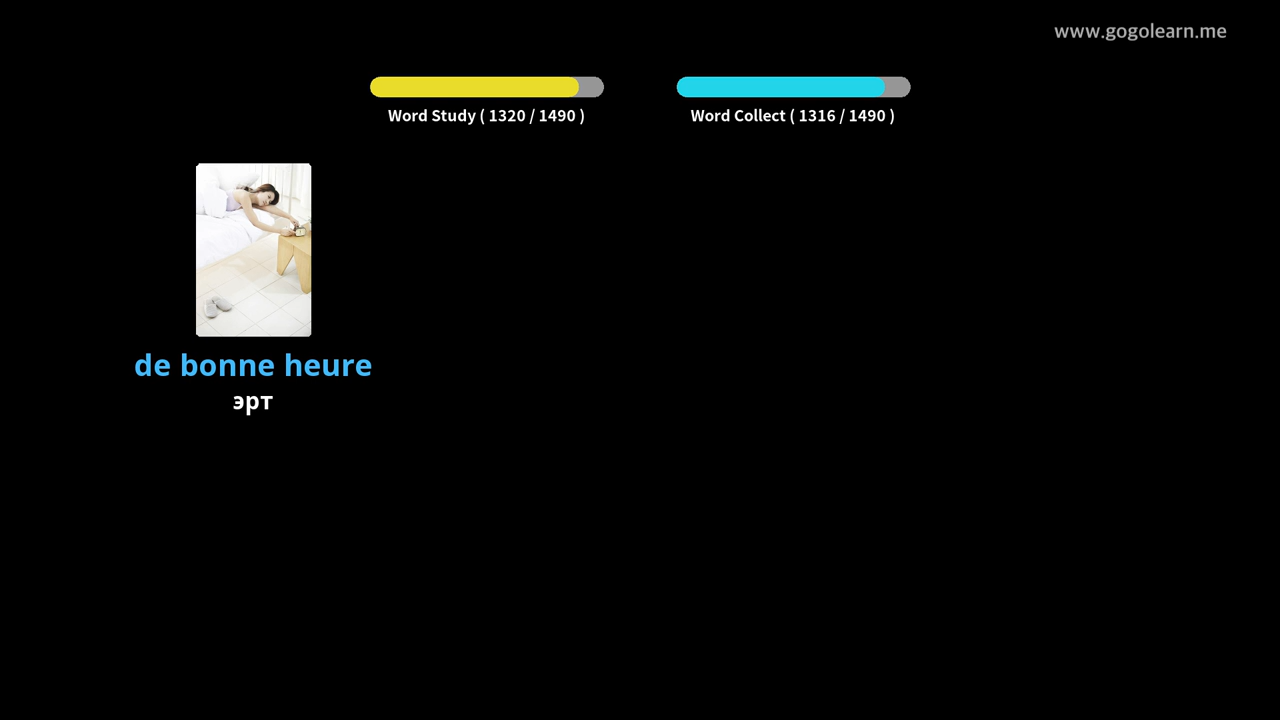 www.gogolearn.me
Word Study ( 1320 / 1490 )
Word Collect ( 1316 / 1490 )
de bonne heure
эрт